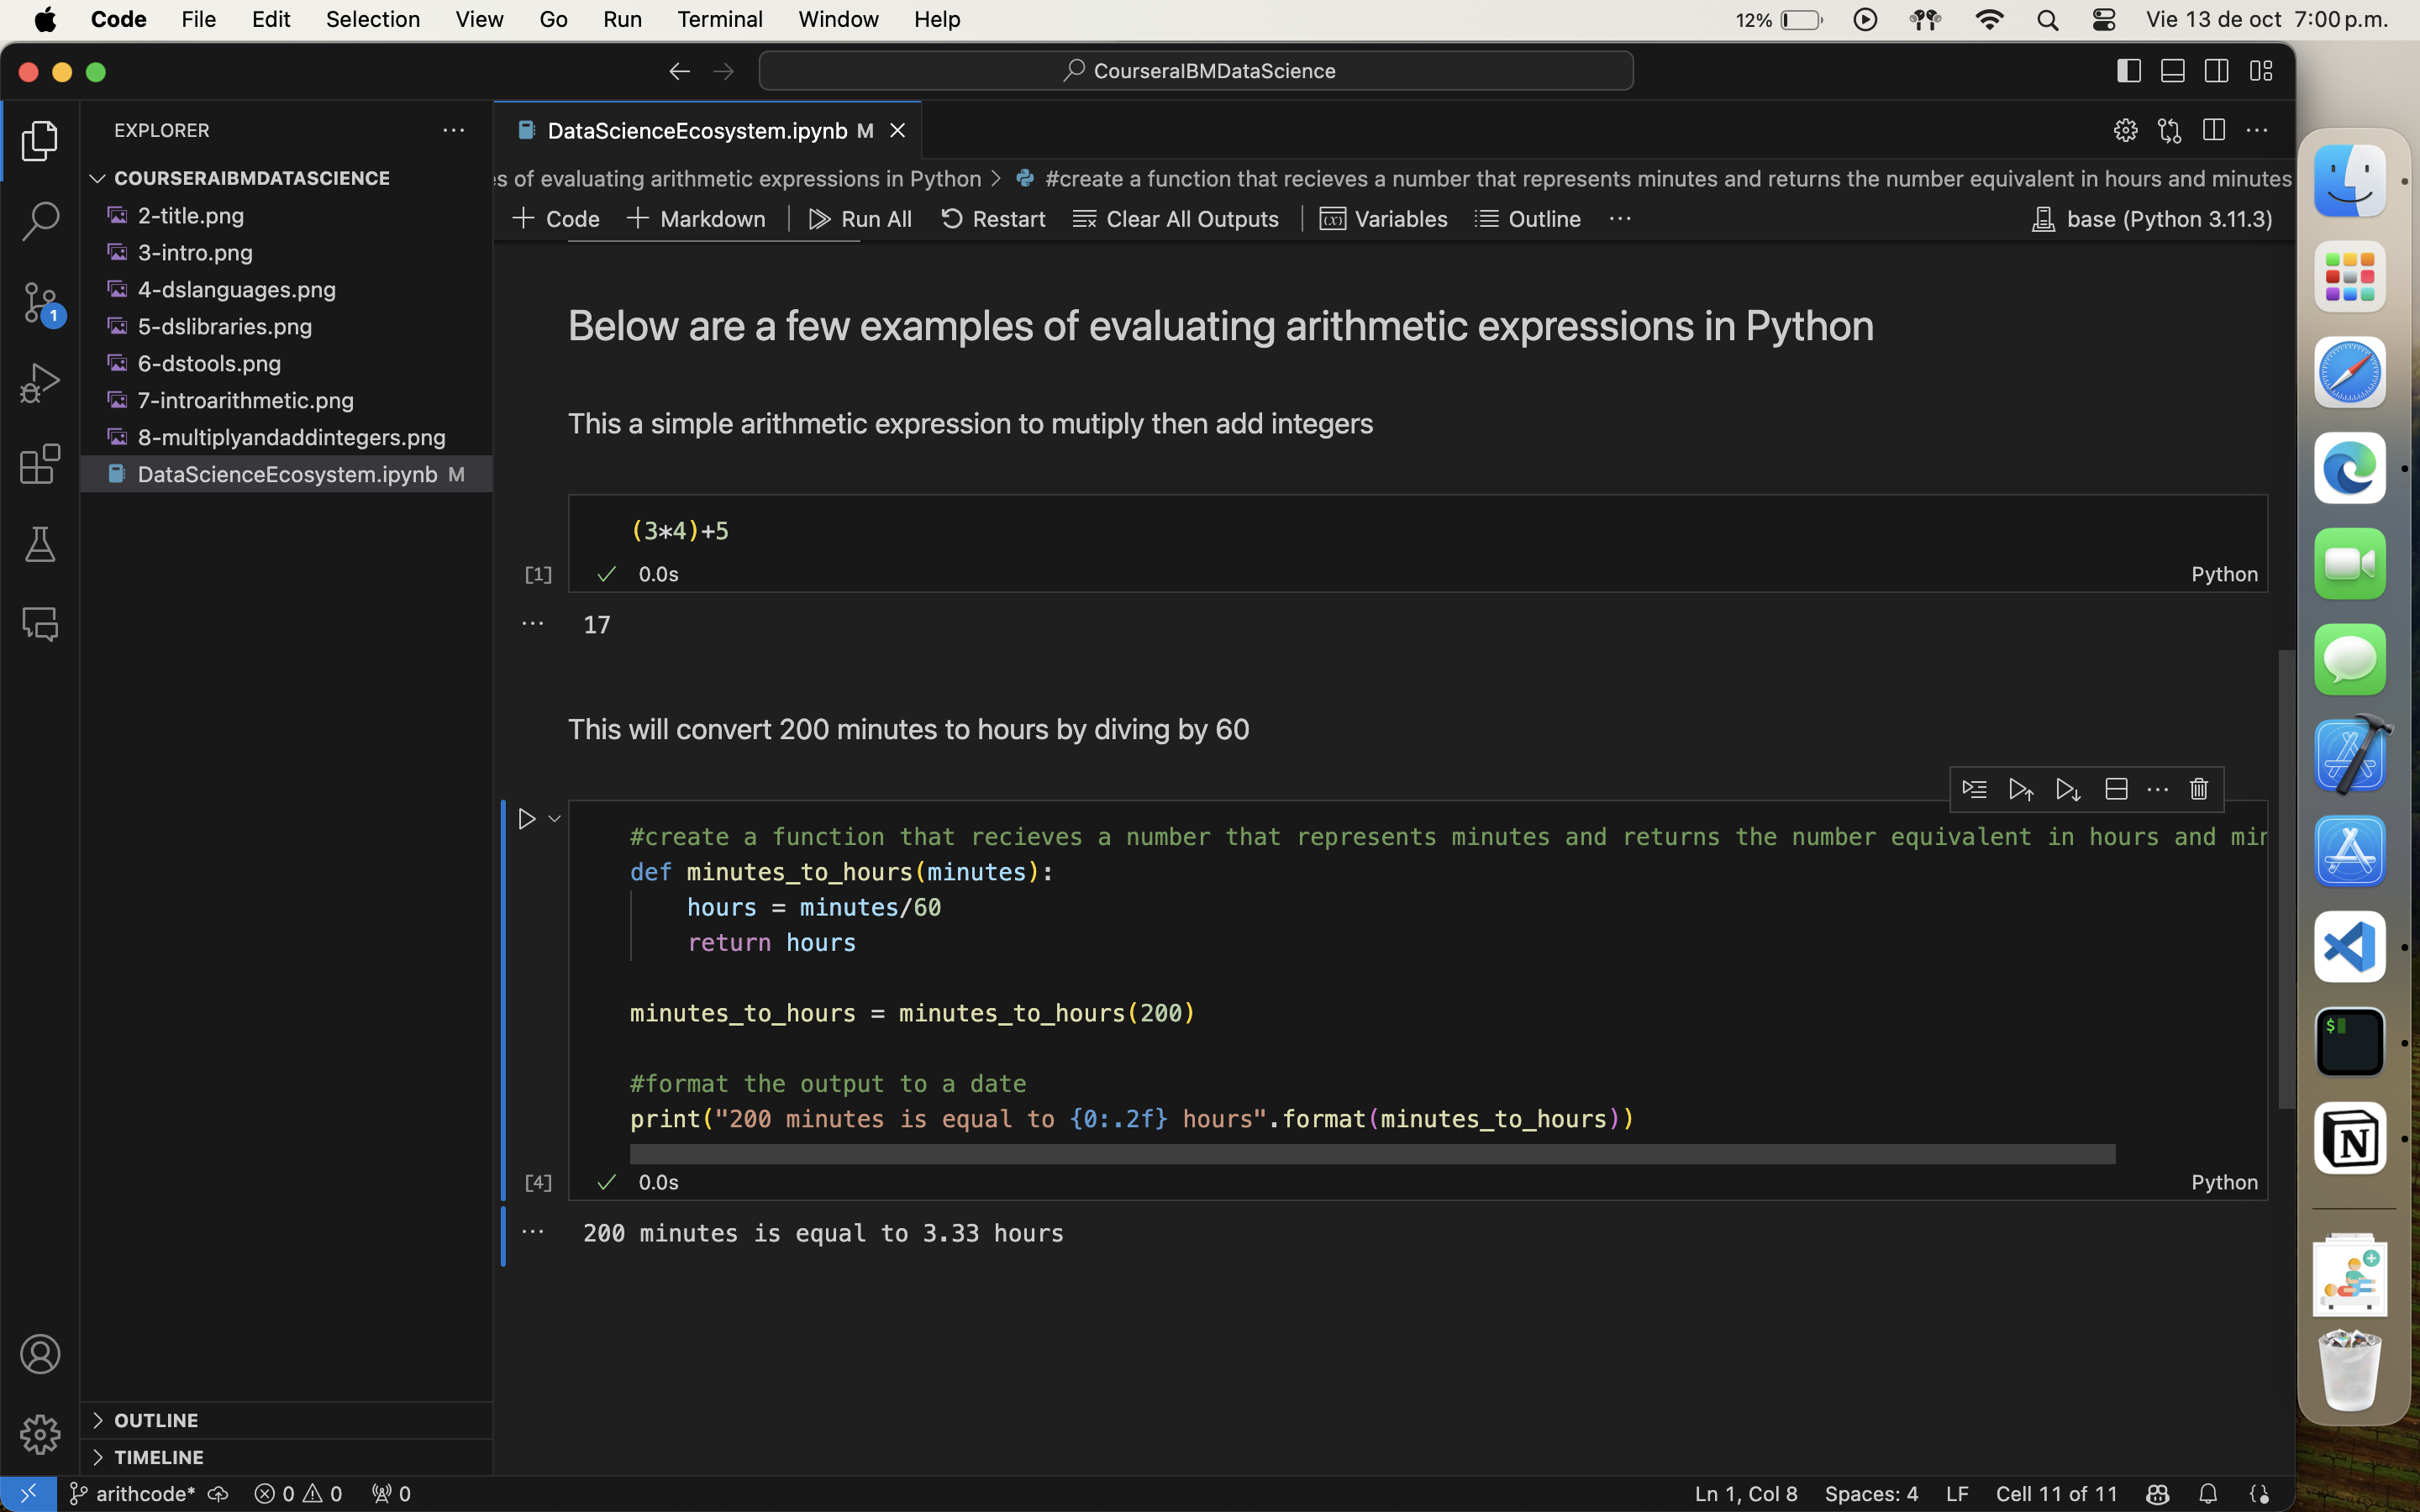 Code File Edit Selection View Go Run Terminal Window Help 12% Vie 13 de oct 7:00 p.m.
CourseraIBMDataScience
EXPLORER
COURSERAIBMDATASCIENCE
2-title.png
3-intro.png
4-dslanguages.png
5-dslibraries.png
6-dstools.png
7-introarithmetic.png
8-multiplyandaddintegers.png
DataScienceEcosystem.ipynb M
OUTLINE
TIMELINE
DataScienceEcosystem.ipynb M
es of evaluating arithmetic expressions in Python > #create a function that recieves a number that represents minutes and returns the number equivalent in hours and minutes
+ Code + Markdown Run All Restart Clear All Outputs Variables Outline ... base (Python 3.11.3)
Below are a few examples of evaluating arithmetic expressions in Python
This a simple arithmetic expression to mutiply then add integers
(3*4)+5
[1] 0.0s Python
17
This will convert 200 minutes to hours by diving by 60
#create a function that recieves a number that represents minutes and returns the number equivalent in hours and min
def minutes_to_hours(minutes):
hours = minutes/60
return hours
minutes_to_hours = minutes_to_hours(200)
#format the output to a date
print("200 minutes is equal to {0:.2f} hours".format(minutes_to_hours))
[4] 0.0s Python
200 minutes is equal to 3.33 hours
1
$
N
arithcode* 0 0 0 Ln 1, Col 8 Spaces: 4 LF Cell 11 of 11